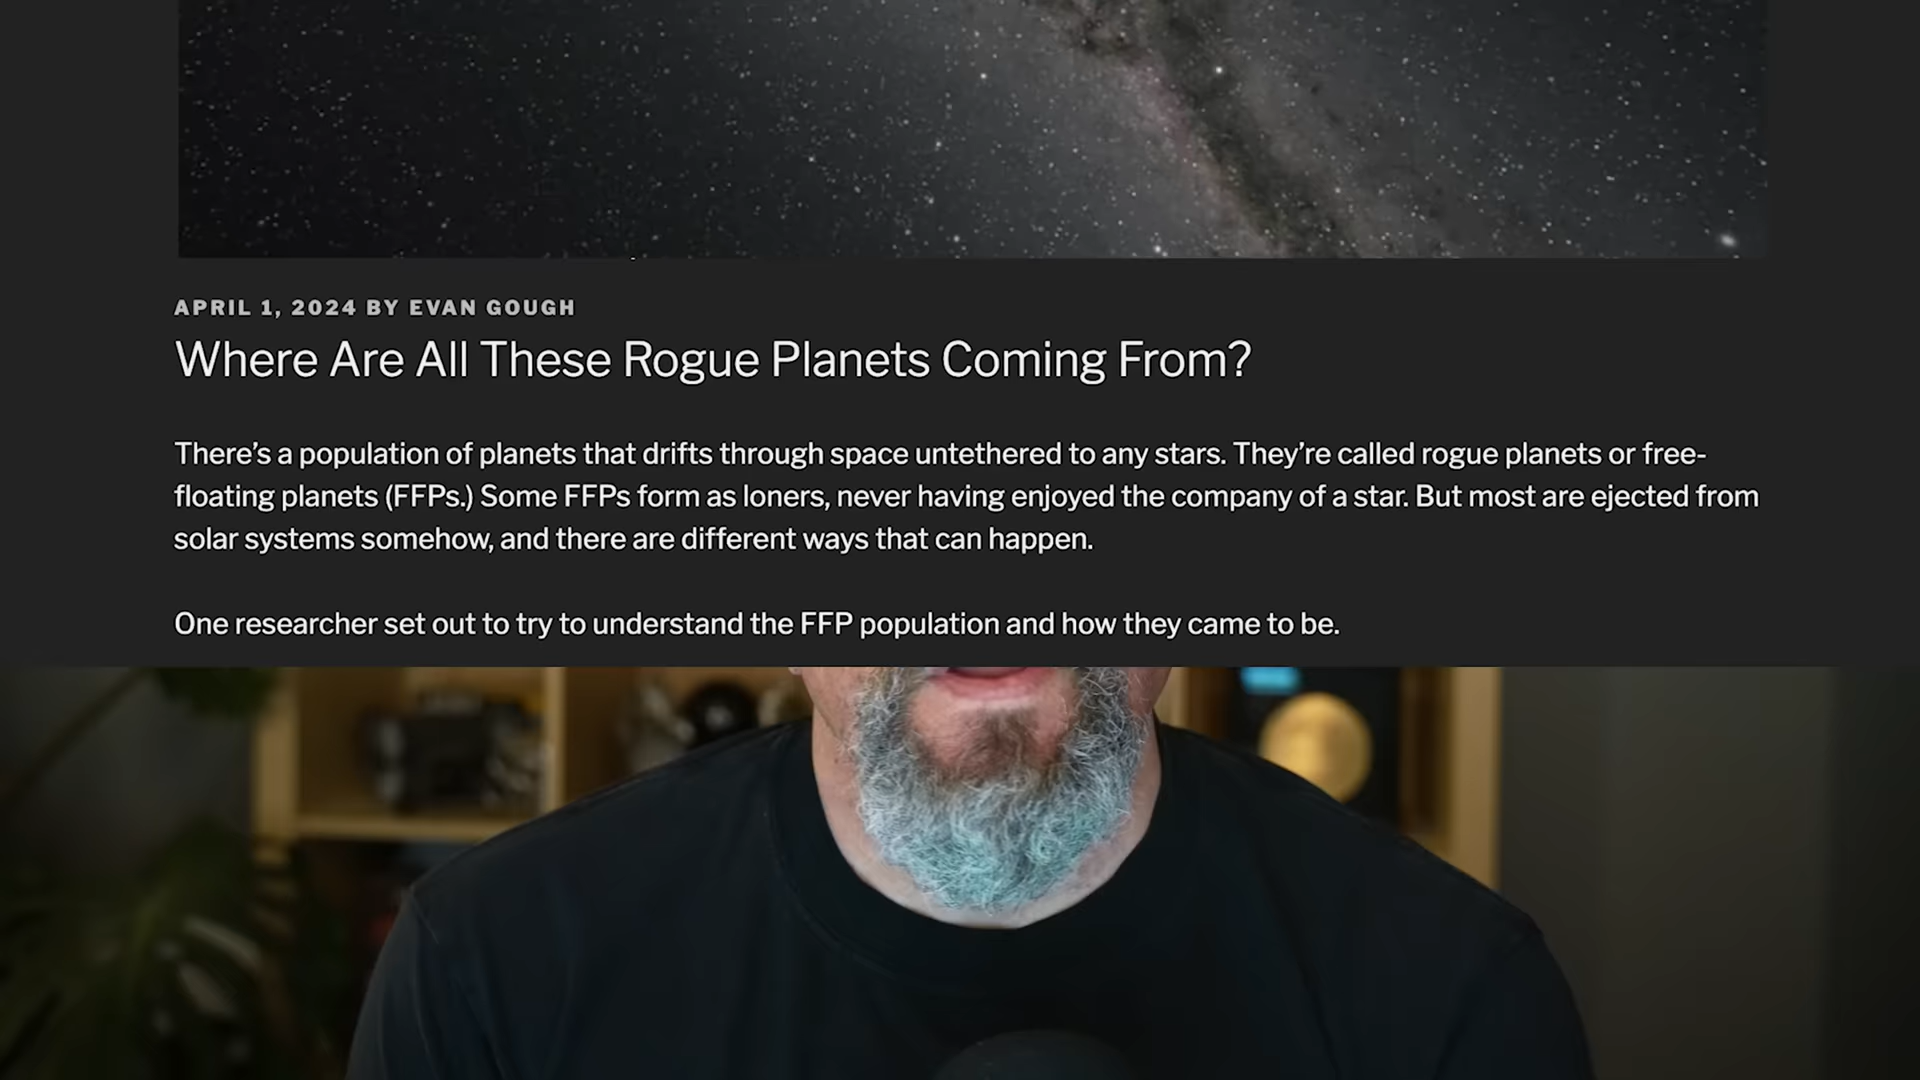 APRIL 1, 2024 BY EVAN GOUGH
Where Are All These Rogue Planets Coming From?
There’s a population of planets that drifts through space untethered to any stars. They’re called rogue planets or free-
floating planets (FFPs.) Some FFPs form as loners, never having enjoyed the company of a star. But most are ejected from
solar systems somehow, and there are different ways that can happen.
One researcher set out to try to understand the FFP population and how they came to be.